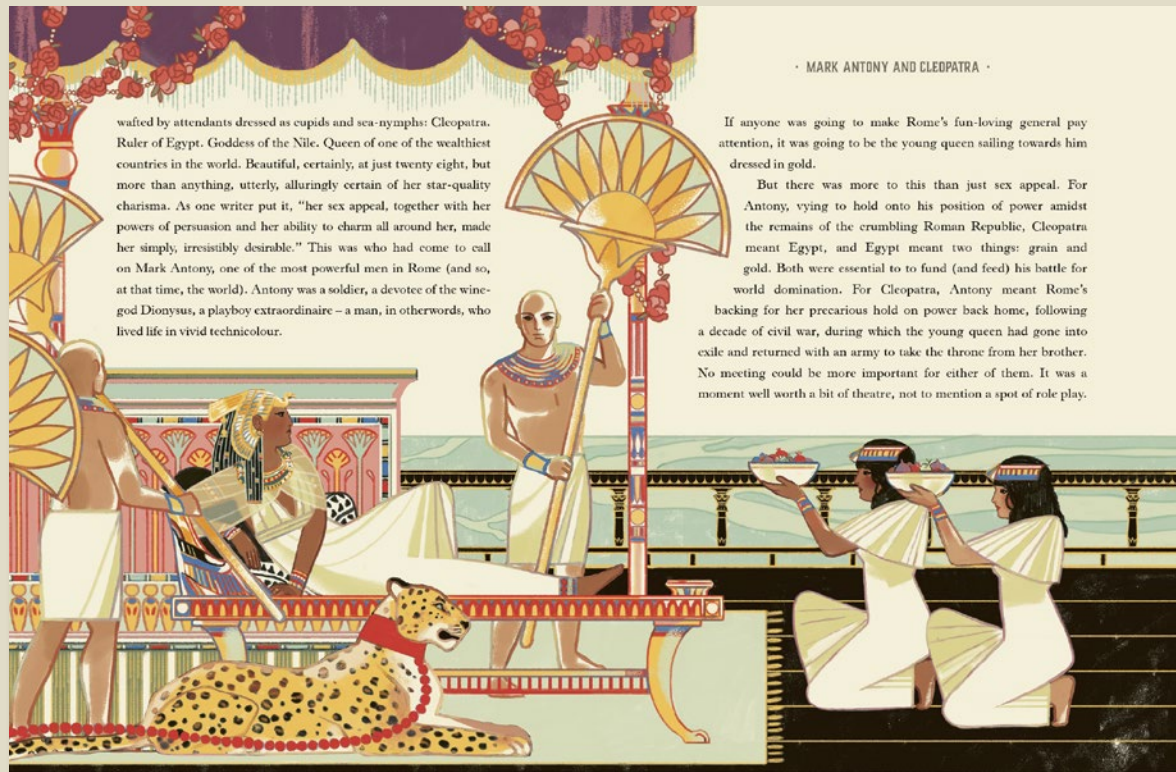 wafted by attendants dressed as cupids and sea-nymphs: Cleopatra.
Ruler of Egypt. Goddess of the Nile. Queen of one of the wealthiest
countries in the world. Beautiful, certainly, at just twenty eight, but
more than anything, utterly, alluringly certain of her star-quality
charisma. As one writer put it, “her sex appeal, together with her
powers of persuasion and her ability to charm all around her, made
her simply, irresistibly desirable.” This was who had come to call
on Mark Antony, one of the most powerful men in Rome (and so,
at that time, the world). Antony was a soldier, a devotee of the wine-
god Dionysus, a playboy extraordinaire – a man, in otherwords, who
lived life in vivid technicolour.
· MARK ANTONY AND CLEOPATRA ·
If anyone was going to make Rome’s fun-loving general pay
attention, it was going to be the young queen sailing towards him
dressed in gold.
But there was more to this than just sex appeal. For
Antony, vying to hold onto his position of power amidst
the remains of the crumbling Roman Republic, Cleopatra
meant Egypt, and Egypt meant two things: grain and
gold. Both were essential to to fund (and feed) his battle for
world domination. For Cleopatra, Antony meant Rome’s
backing for her precarious hold on power back home, following
a decade of civil war, during which the young queen had gone into
exile and returned with an army to take the throne from her brother.
No meeting could be more important for either of them. It was a
moment well worth a bit of theatre, not to mention a spot of role play.